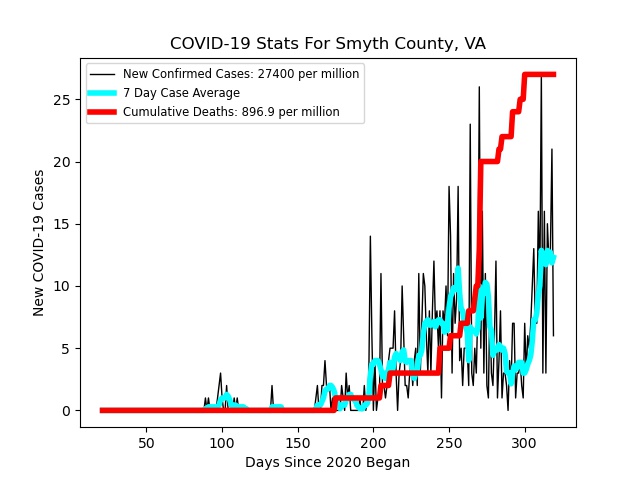 COVID-19 Stats For Smyth County, VA
New Confirmed Cases: 27400 per million
7 Day Case Average
Cumulative Deaths: 896.9 per million
New COVID-19 Cases
25
20
15
10
5
0
50 100 150 200 250 300
Days Since 2020 Began